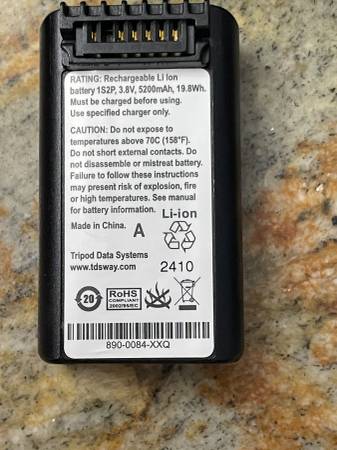 RATING: Rechargeable Li Ion
battery 1S2P, 3.8V, 5200mAh, 19.8Wh.
Must be charged before using.
Use specified charger only.
CAUTION: Do not expose to
temperatures above 70C (158°F).
Do not short external contacts. Do
not disassemble or mistreat battery.
Failure to follow these instructions
may present risk of explosion, fire
or high temperatures. See manual
for battery information.
Li-ion
Made in China. A
Tripod Data Systems
www.tdsway.com
2410
20
RoHS
COMPLIANT
2002/95/EC
890-0084-XXQ